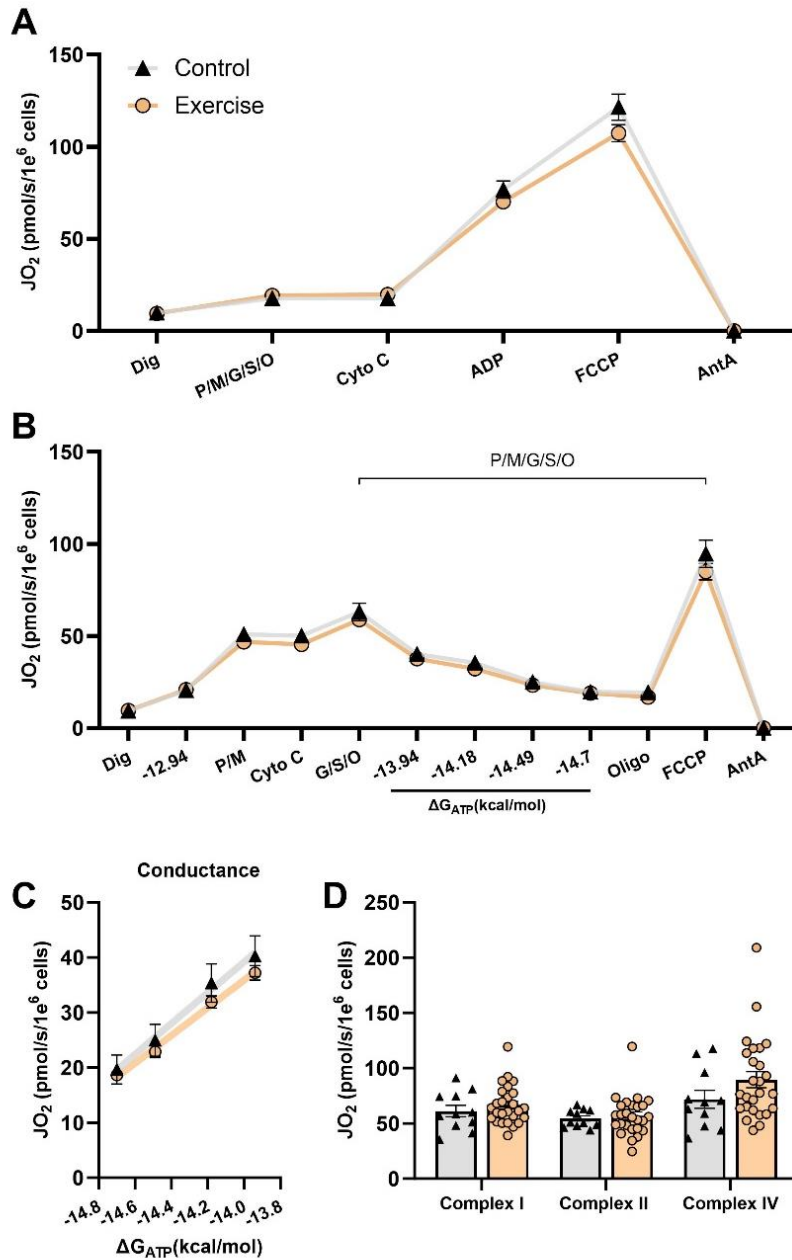 A
JO₂ (pmol/s/1e⁶ cells)
150
100
50
0
Control
Exercise
Dig
P/M/G/S/O
Cyto C
ADP
FCCP
AntA
B
JO₂ (pmol/s/1e⁶ cells)
150
100
50
0
P/M/G/S/O
Dig
-12.94
P/M
Cyto C
G/S/O
-13.94
-14.18
-14.49
-14.7
Oligo
FCCP
AntA
ΔG_ATP(kcal/mol)
C
Conductance
JO₂ (pmol/s/1e⁶ cells)
50
40
30
20
10
0
-14.8
-14.6
-14.4
-14.2
-14.0
-13.8
ΔG_ATP(kcal/mol)
D
JO₂ (pmol/s/1e⁶ cells)
250
200
150
100
50
0
Complex I
Complex II
Complex IV